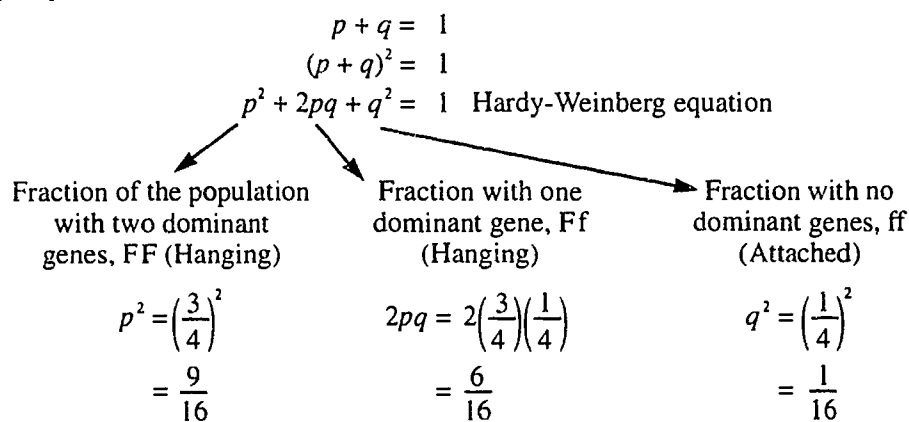 p + q = 1
(p + q)² = 1
p² + 2pq + q² = 1 Hardy-Weinberg equation
Fraction of the population
with two dominant
genes, FF (Hanging)
p² = (3/4)²
= 9/16
Fraction with one
dominant gene, Ff
(Hanging)
2pq = 2(3/4)(1/4)
= 6/16
Fraction with no
dominant genes, ff
(Attached)
q² = (1/4)²
= 1/16